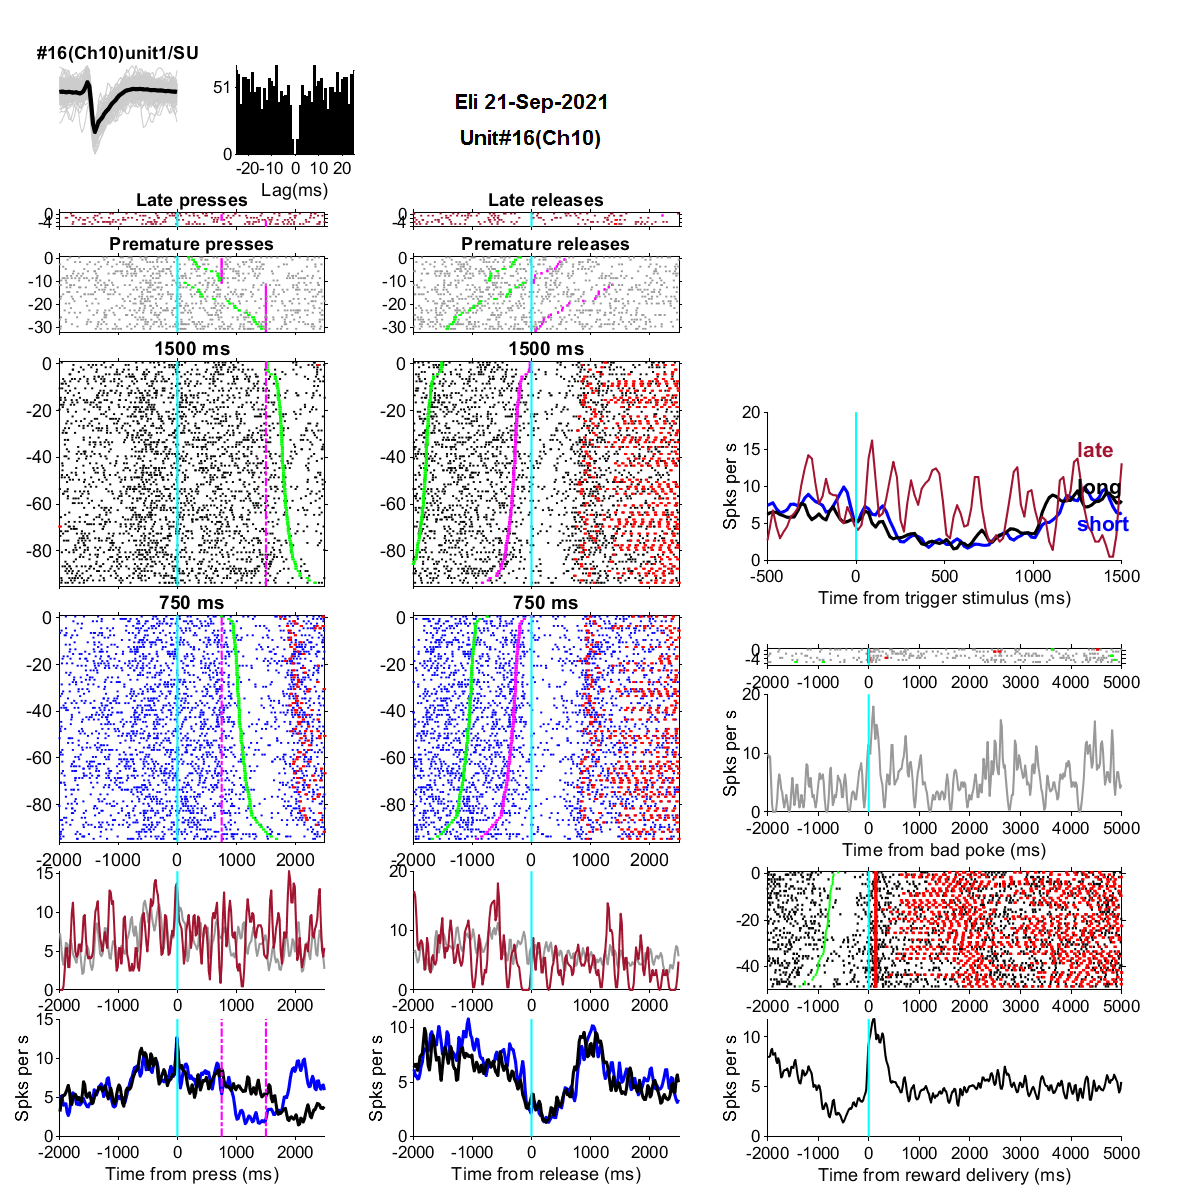 #16(Ch10)unit1/SU
51
0
-20 -10 0 10 20
Lag(ms)
Eli 21-Sep-2021
Unit#16(Ch10)
Late presses
0
-4
Late releases
0
-4
Premature presses
0
-10
-20
-30
Premature releases
0
-10
-20
-30
1500 ms
0
-20
-40
-60
-80
1500 ms
0
-20
-40
-60
-80
750 ms
0
-20
-40
-60
-80
-2000 0 1000 2000
750 ms
0
-20
-40
-60
-80
-2000 -1000 0 1000 2000
15
10
5
0
-2000 -1000 0 1000 2000
20
10
0
-2000 -1000 0 1000 2000
Spks per s
15
10
5
0
-2000 -1000 0 1000 2000
Time from press (ms)
Spks per s
10
5
0
-2000 -1000 0 1000 2000
Time from release (ms)
Spks per s
20
15
10
5
0
late
long
short
-500 0 500 1000 1500
Time from trigger stimulus (ms)
0
-4
-2000 -1000 0 1000 2000 3000 4000 5000
Spks per s
20
10
0
-2000 -1000 0 1000 2000 3000 4000 5000
Time from bad poke (ms)
0
-20
-40
-2000 -1000 0 1000 2000 3000 4000 5000
Spks per s
10
5
0
-2000 -1000 0 1000 2000 3000 4000 5000
Time from reward delivery (ms)